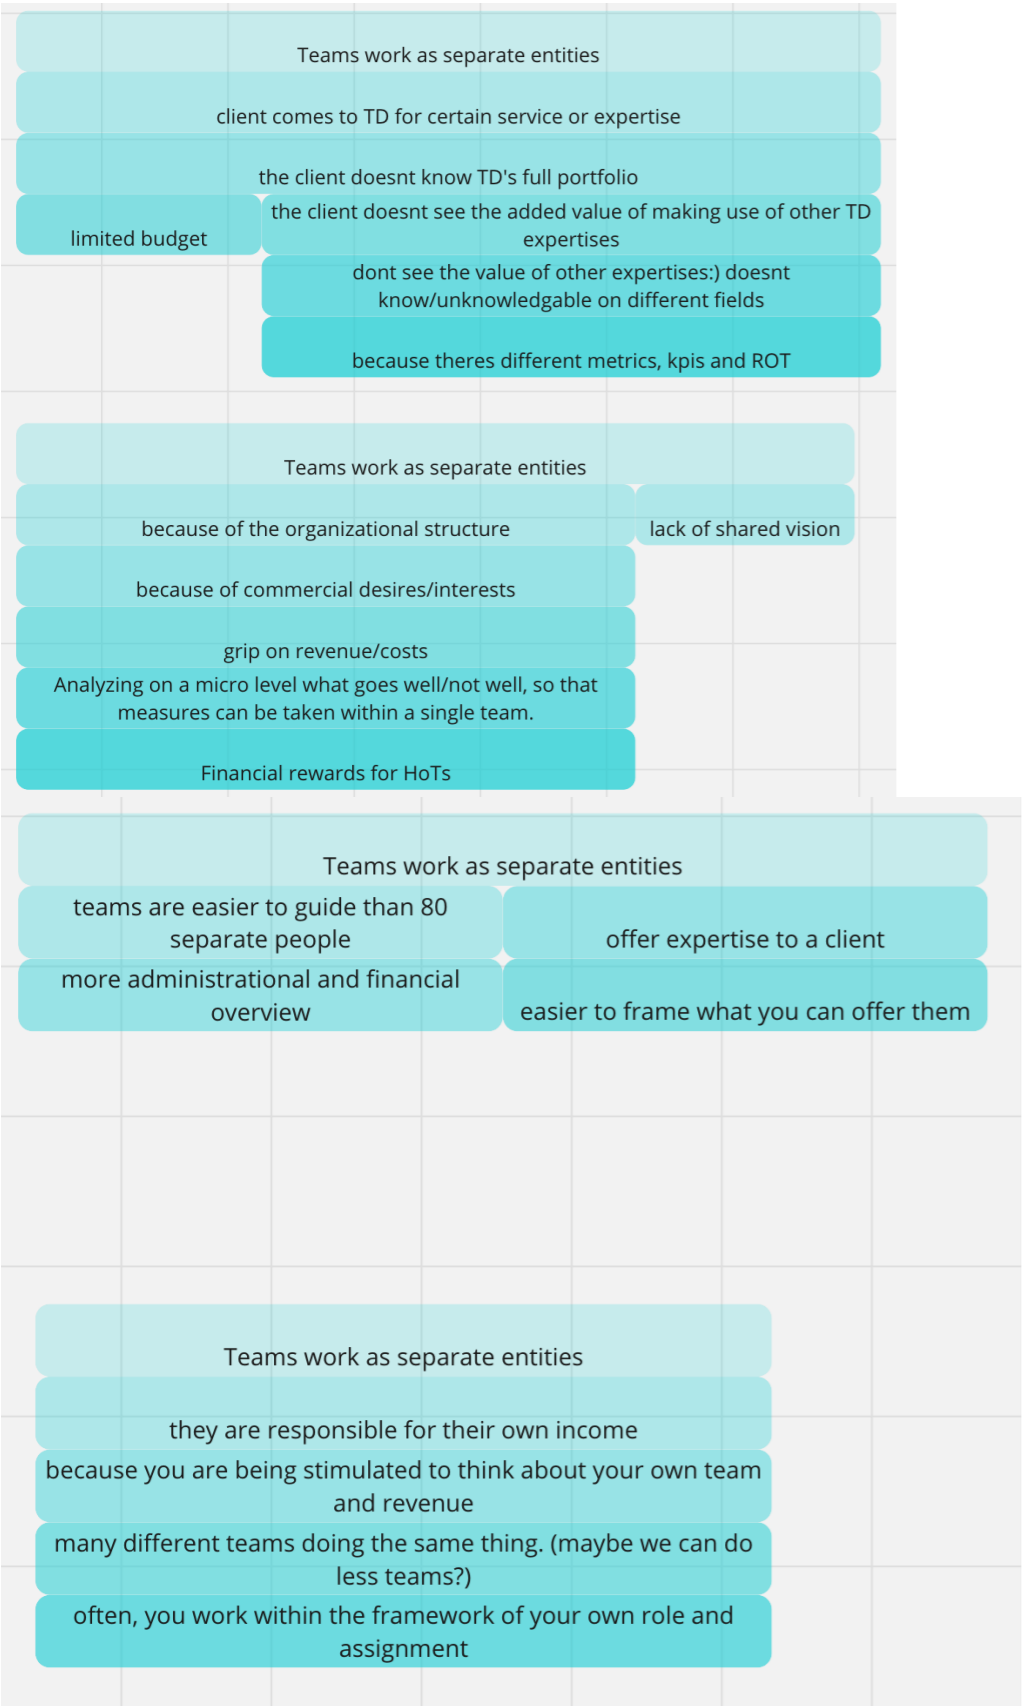 Teams work as separate entities
client comes to TD for certain service or expertise
the client doesnt know TD's full portfolio
limited budget
the client doesnt see the added value of making use of other TD
expertises
dont see the value of other expertises:) doesnt
know/unknowledgable on different fields
because theres different metrics, kpis and ROT
Teams work as separate entities
because of the organizational structure
lack of shared vision
because of commercial desires/interests
grip on revenue/costs
Analyzing on a micro level what goes well/not well, so that
measures can be taken within a single team.
Financial rewards for HoTs
Teams work as separate entities
teams are easier to guide than 80
separate people
offer expertise to a client
more administrational and financial
overview
easier to frame what you can offer them
Teams work as separate entities
they are responsible for their own income
because you are being stimulated to think about your own team
and revenue
many different teams doing the same thing. (maybe we can do
less teams?)
often, you work within the framework of your own role and
assignment